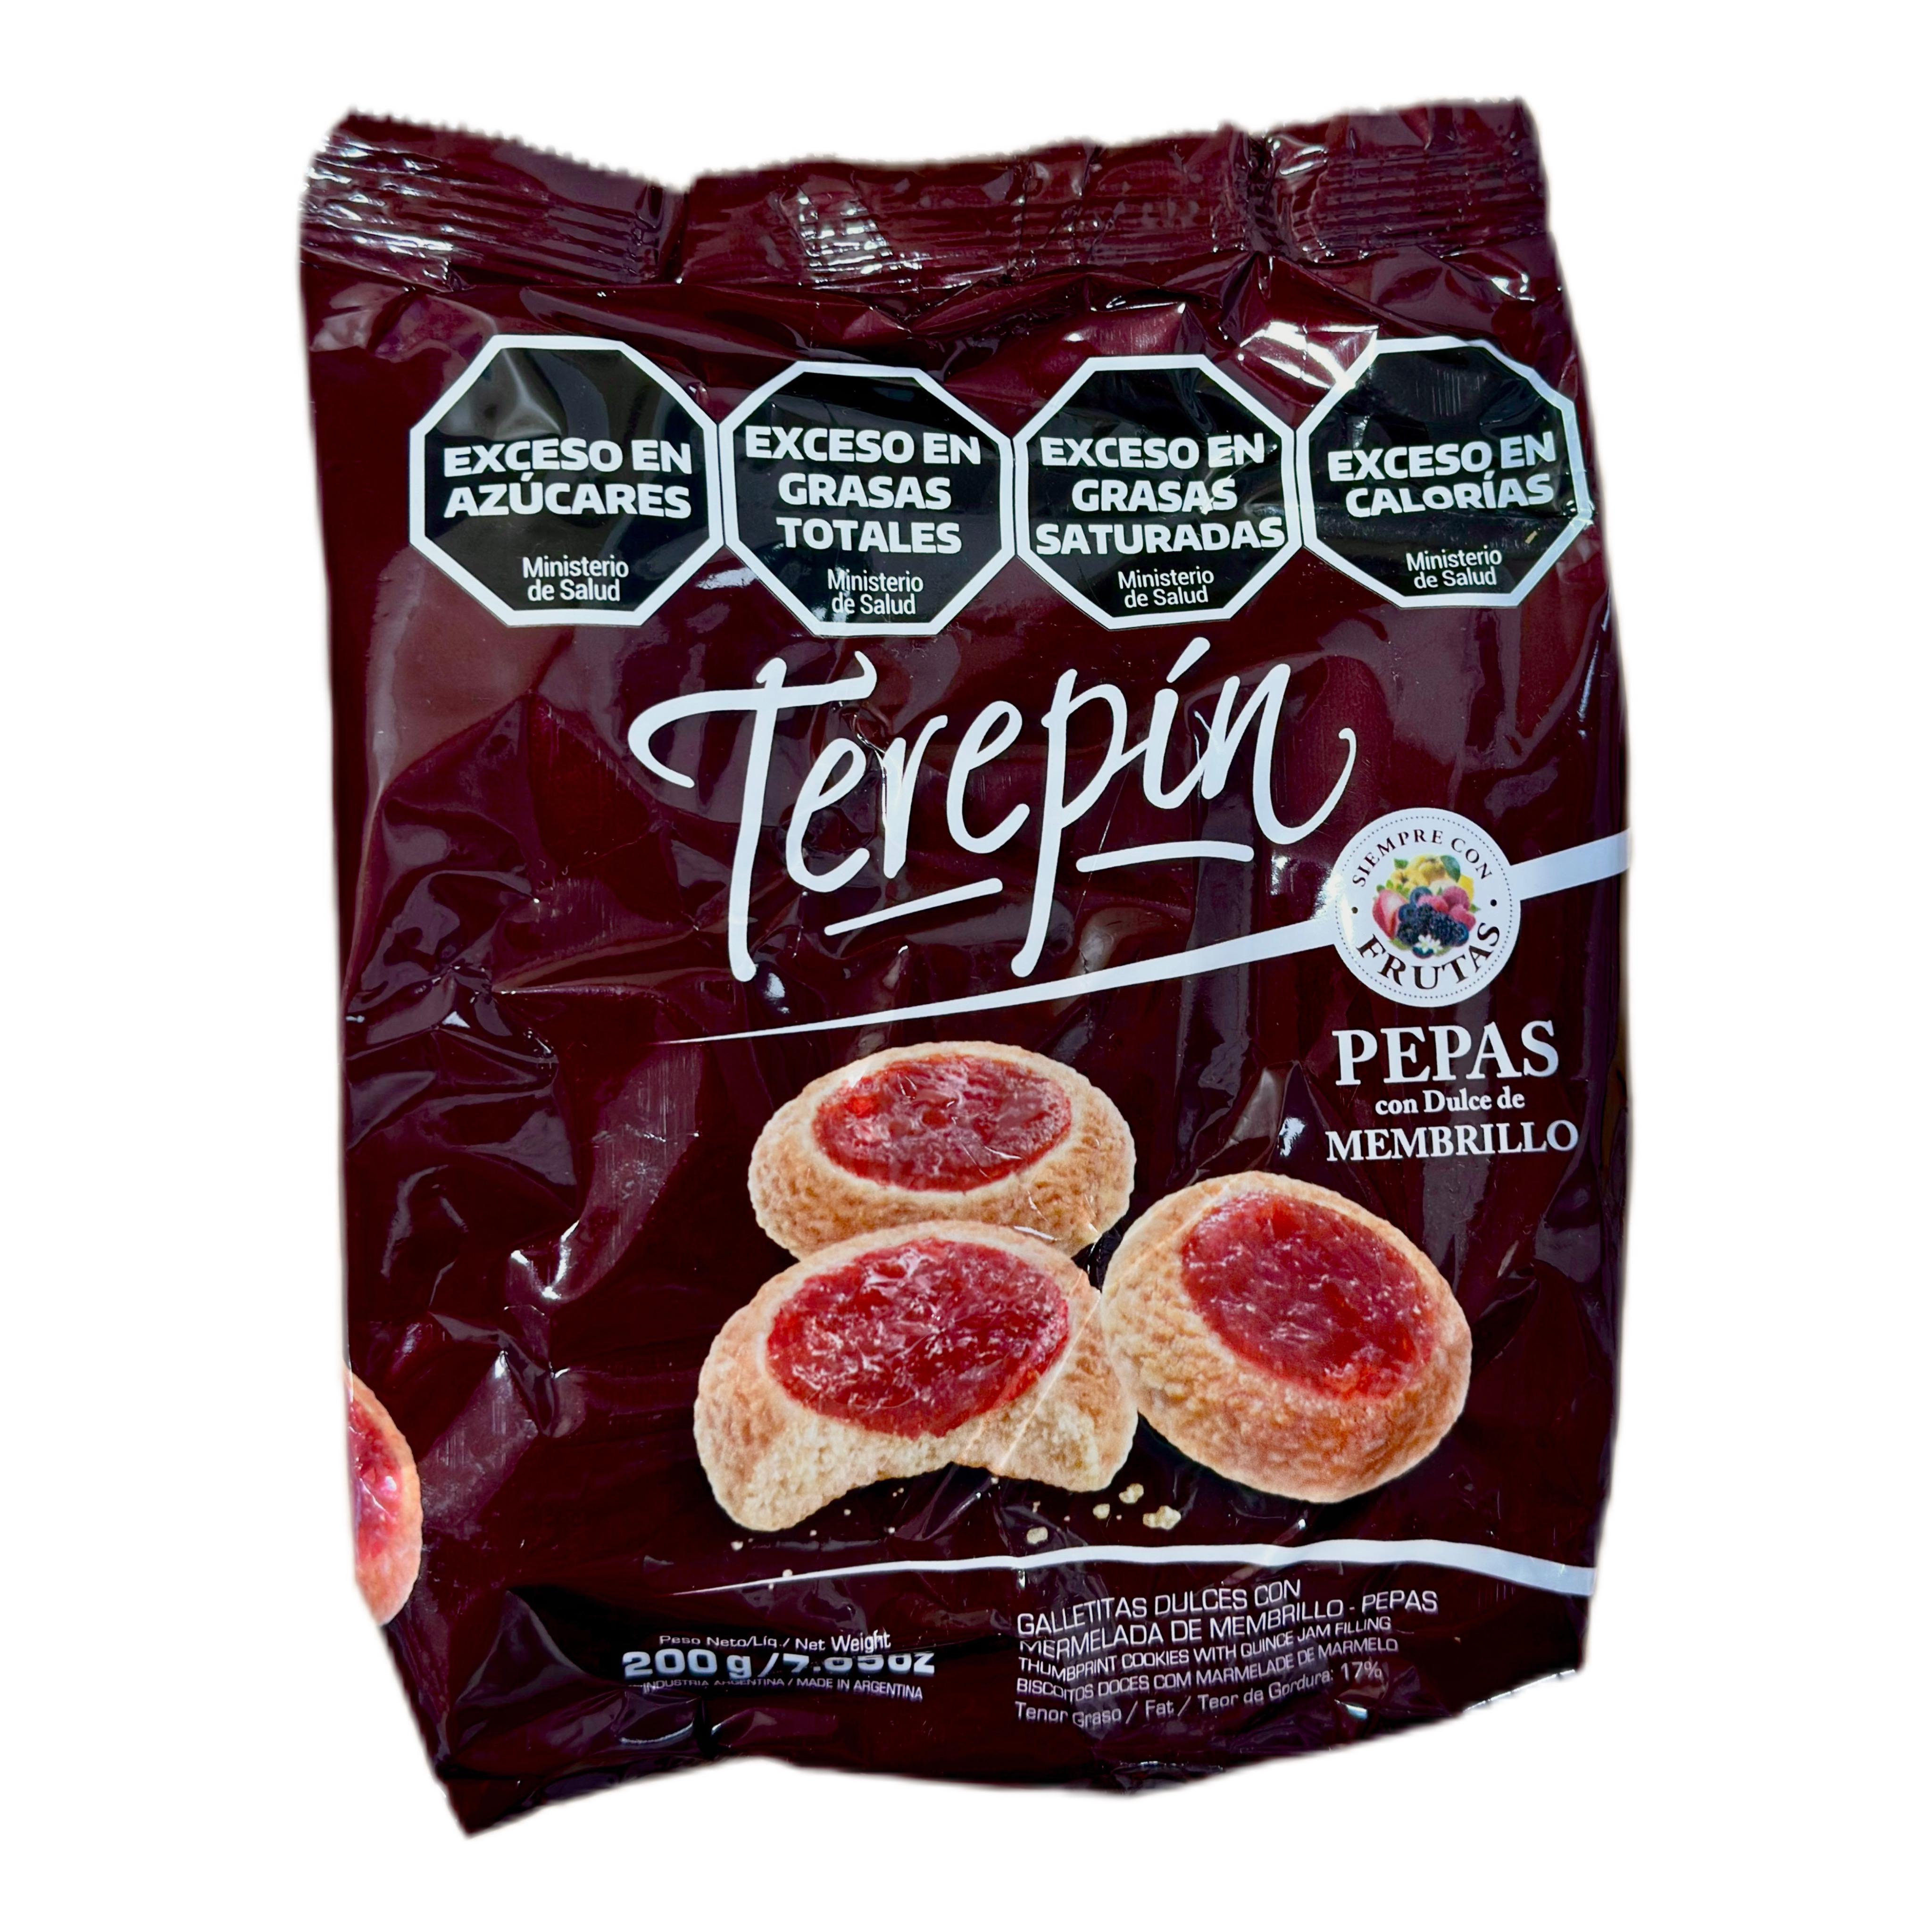 EXCESO EN
AZÚCARES
Ministerio
de Salud
EXCESO EN
GRASAS
TOTALES
Ministerio
de Salud
EXCESO EN
GRASAS
SATURADAS
Ministerio
de Salud
EXCESO EN
CALORÍAS
Ministerio
de Salud
Terepín
SIEMPRE CON
FRUTAS
PEPAS
con Dulce de
MEMBRILLO
Peso Neto/Líq / Net Weight
200 g /7.05oz
INDUSTRIA ARGENTINA / MADE IN ARGENTINA
GALLETITAS DULCES CON
MERMELADA DE MEMBRILLO - PEPAS
THUMBPRINT COOKIES WITH QUINCE JAM FILLING
BISCOITOS DOCES COM MARMELADE DE MARMELO
Tenor Graso / Fat / Teor de Gordura: 17%